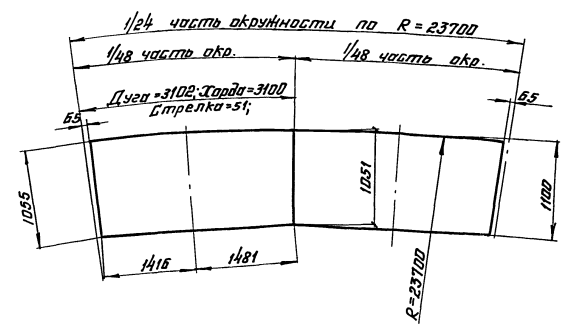 1/24 часть окружности по R=23700
1/48 часть окр.
1/48 часть окр.
Дуга=3102; Хорда=3100
Стрелка=51;
65
65
1055
1051
1100
1416
1481
R=23700